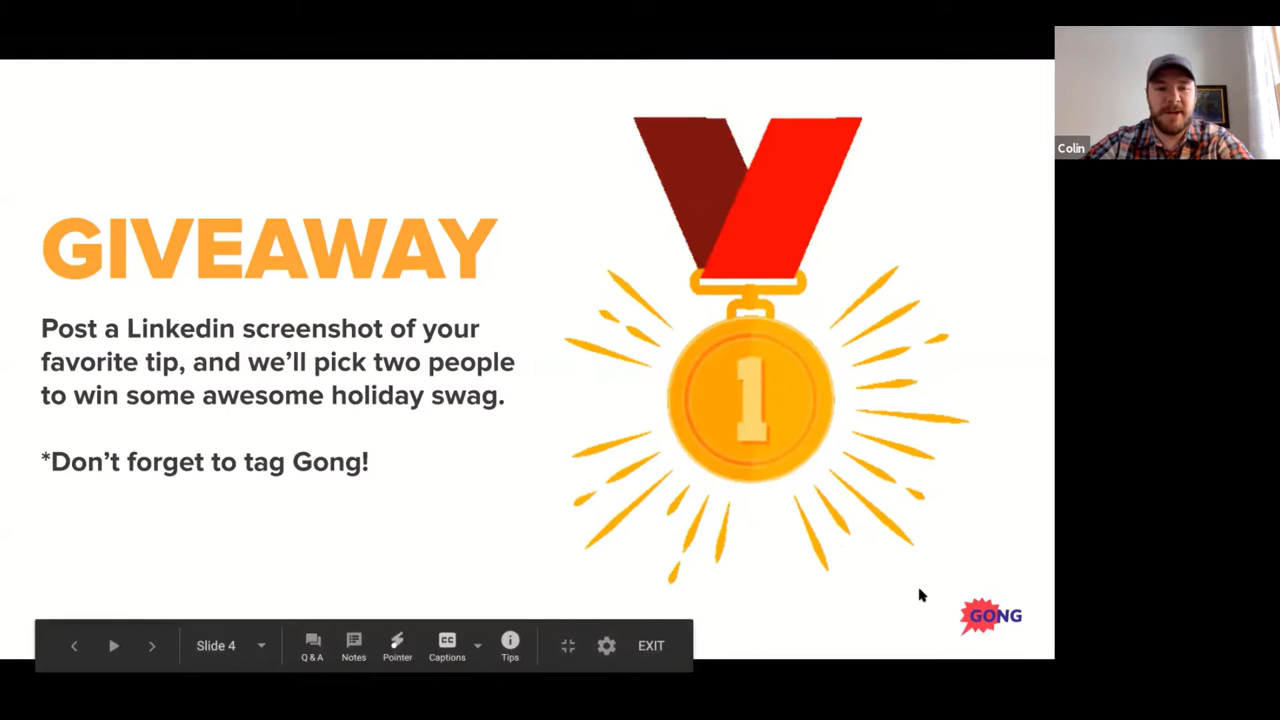 GIVEAWAY
Post a Linkedin screenshot of your
favorite tip, and we'll pick two people
to win some awesome holiday swag.
*Don't forget to tag Gong!
1
GONG
Colin
Slide 4
Q & A
Notes
Pointer
CC
Captions
Tips
EXIT